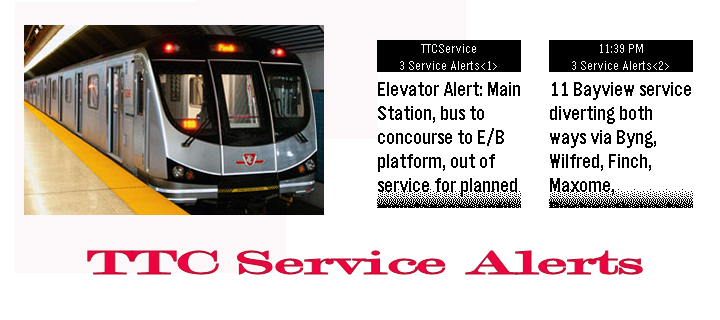 TTCService
3 Service Alerts<1>
Elevator Alert: Main
Station, bus to
concourse to E/B
platform, out of
service for planned
11:39 PM
3 Service Alerts<2>
11 Bayview service
diverting both
ways via Byng,
Wilfred, Finch,
Maxome,
TTC Service Alerts